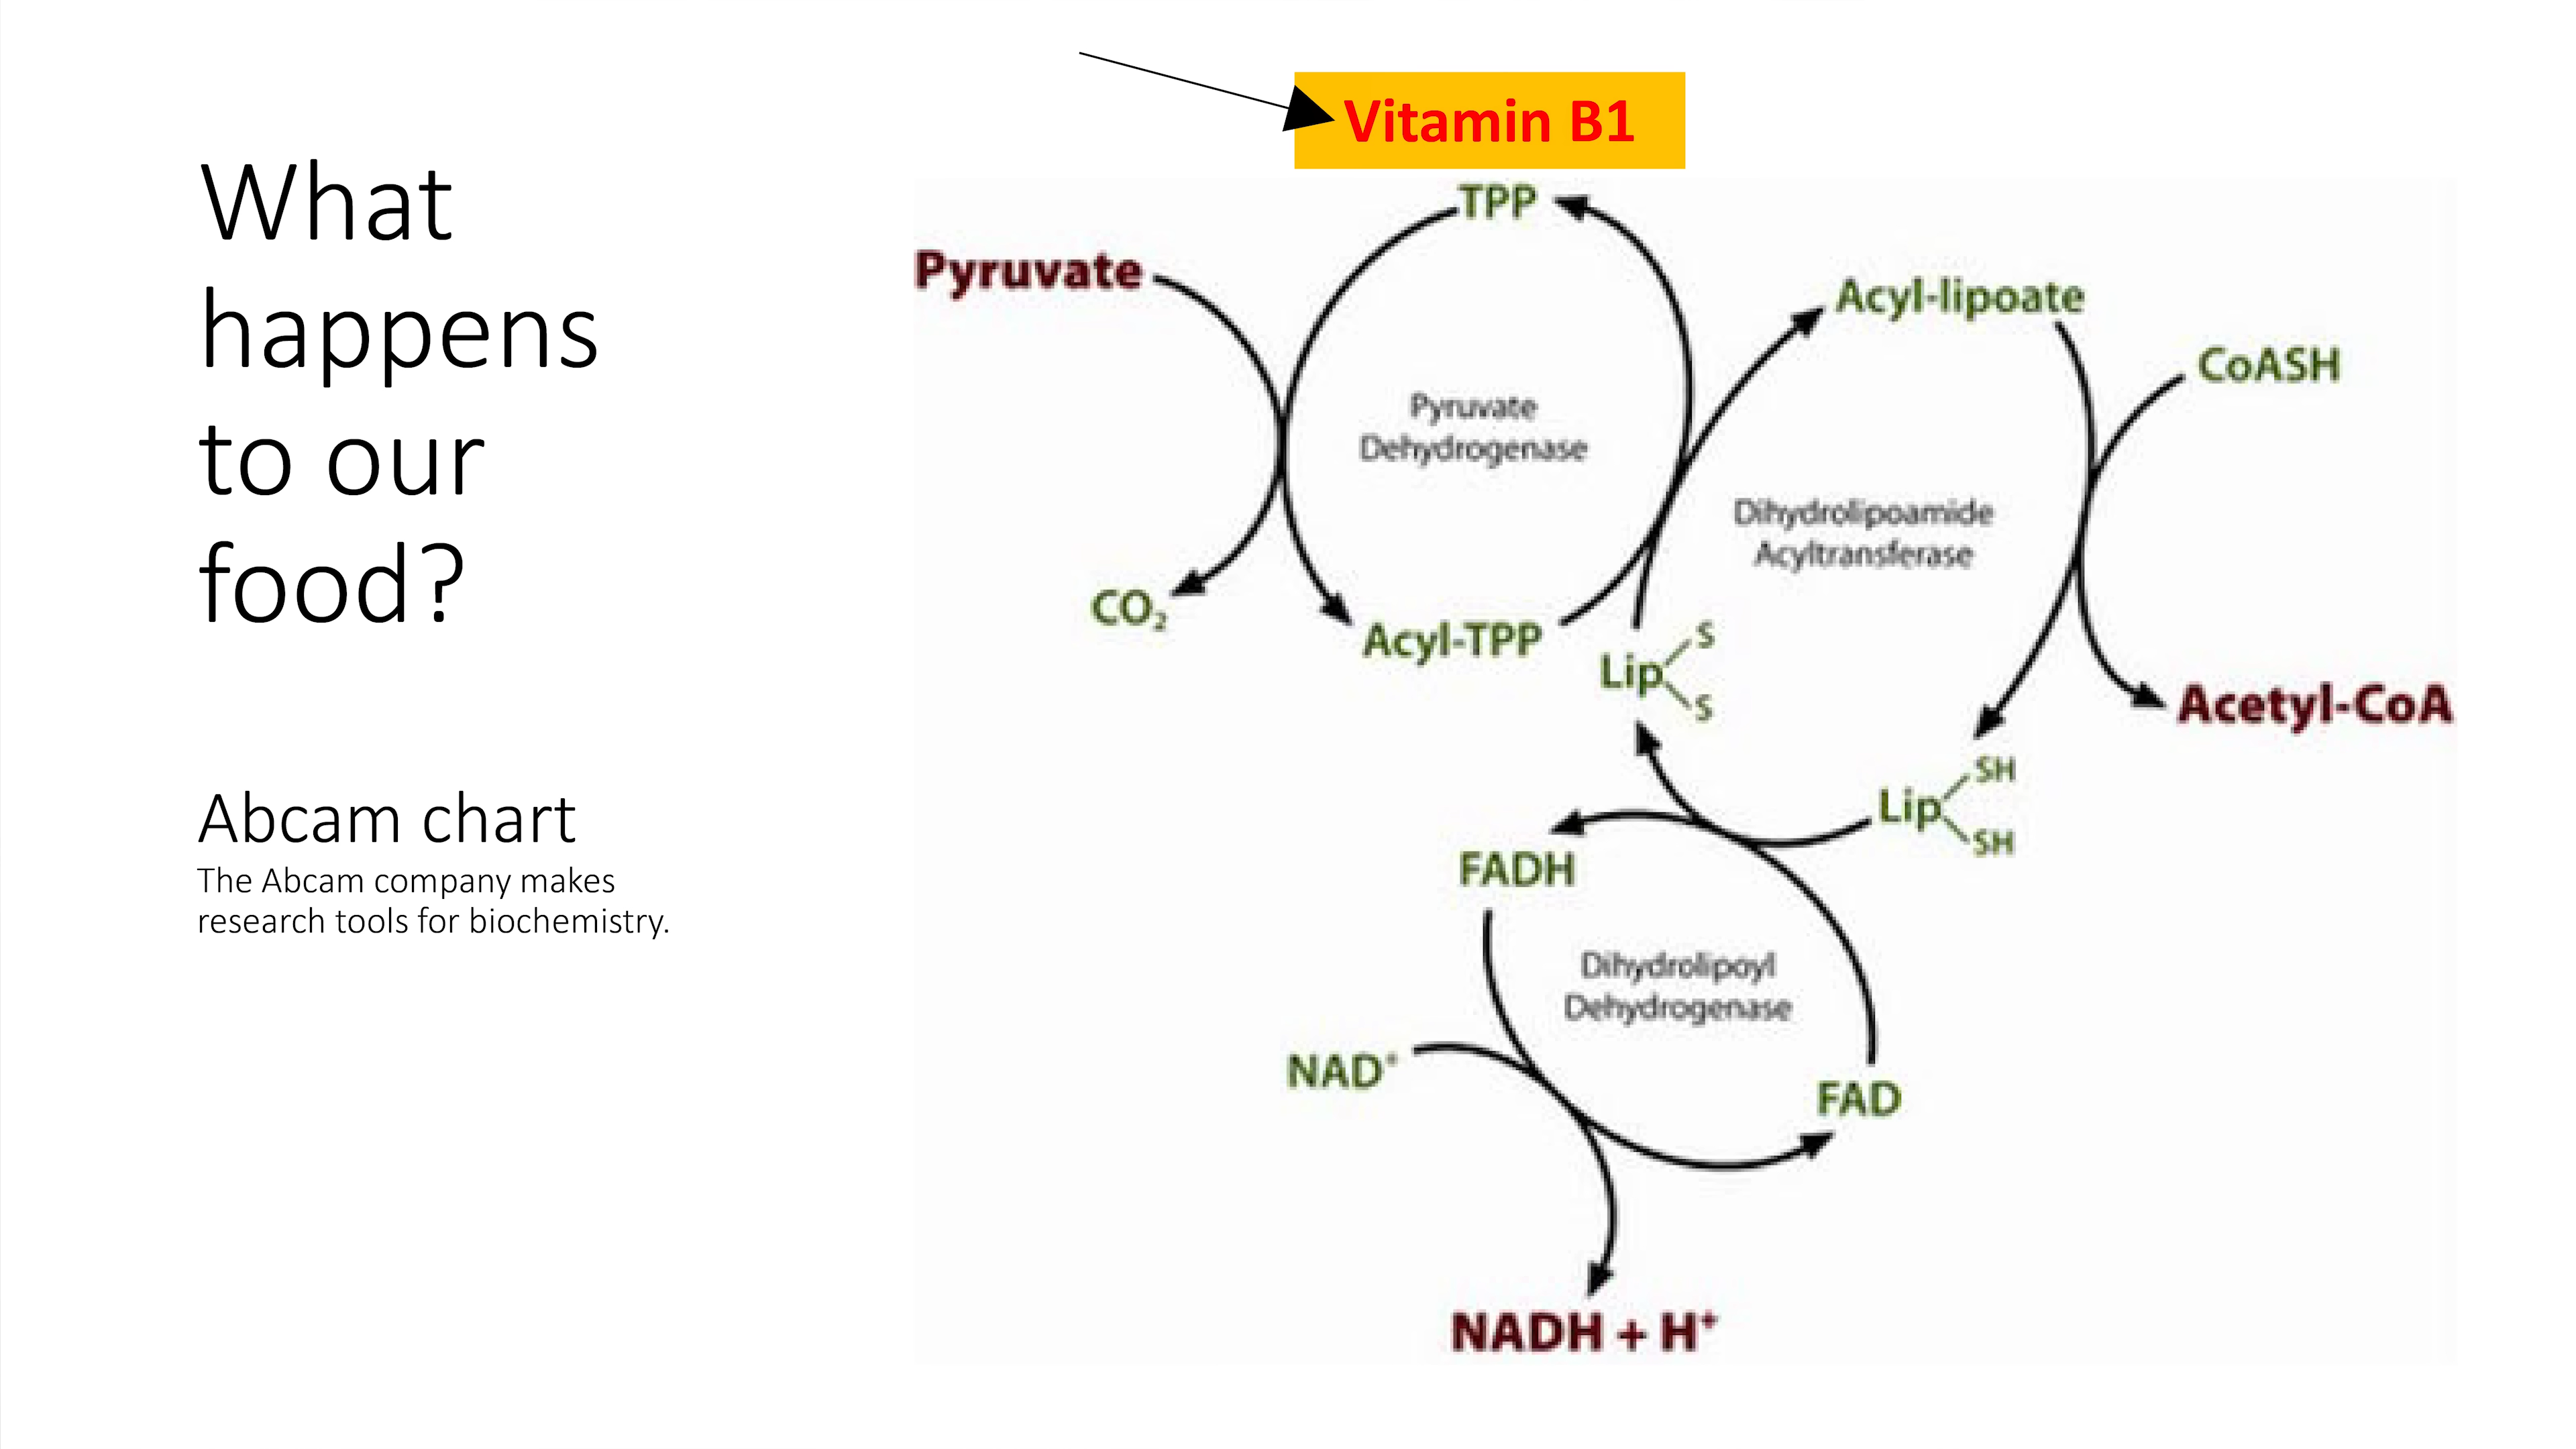 What
happens
to our
food?
Abcam chart
The Abcam company makes
research tools for biochemistry.
Vitamin B1
TPP
Pyruvate
Acyl-lipoate
CoASH
Pyruvate
Dehydrogenase
Dihydrolipoamide
Acyltransferase
CO₂
Acyl-TPP
S
Lip
S
Acetyl-CoA
SH
Lip
SH
FADH
Dihydrolipoyl
Dehydrogenase
NAD⁺
FAD
NADH + H⁺